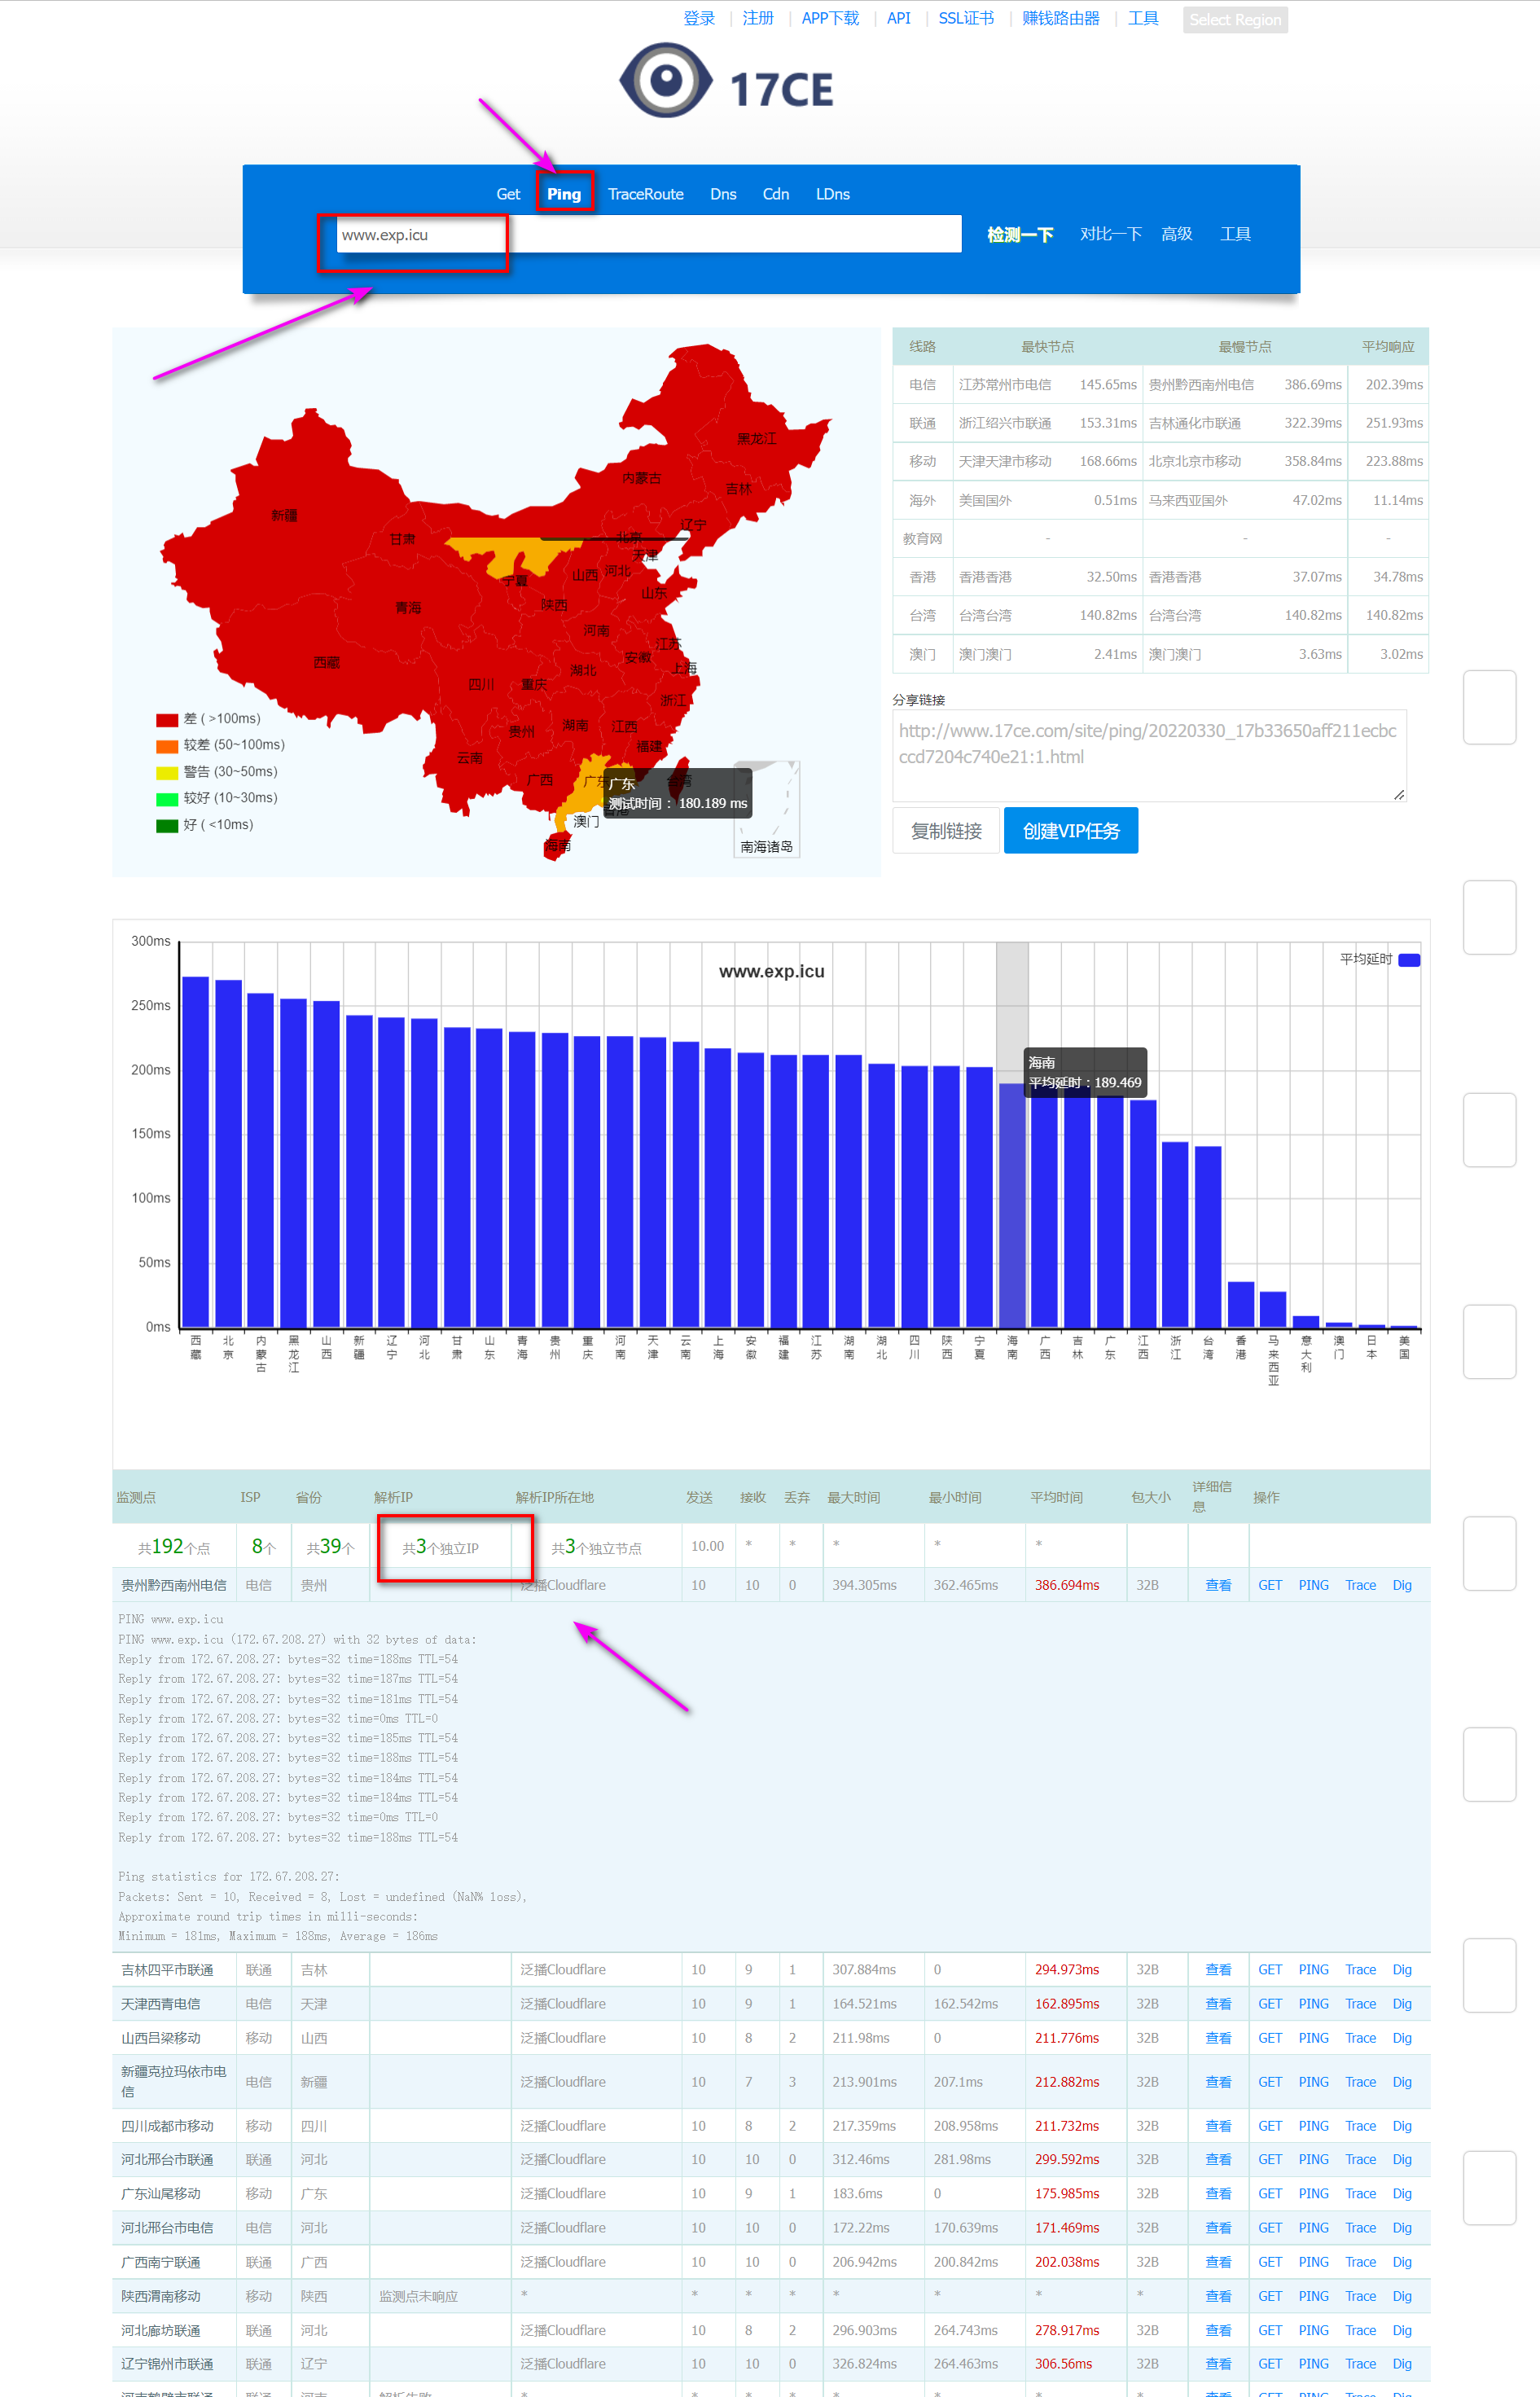 登录 | 注册 | APP下载 | API | SSL证书 | 赚钱路由器 | 工具 Select Region
17CE
Get Ping TraceRoute Dns Cdn LDns
www.exp.icu 检测一下 对比一下 高级 工具
黑龙江
内蒙古
吉林
新疆
辽宁
甘肃
北京
天津
宁夏
山西
河北
山东
青海
陕西
河南
江苏
安徽
上海
西藏
湖北
四川
重庆
浙江
贵州
湖南
江西
福建
云南
广西
广东
台湾
香港
澳门
海南
南海诸岛
广东
测试时间 : 180.189 ms
差 ( >100ms)
较差 (50~100ms)
警告 (30~50ms)
较好 (10~30ms)
好 ( <10ms)
线路 最快节点 最慢节点 平均响应
电信 江苏常州市电信 145.65ms 贵州黔西南州电信 386.69ms 202.39ms
联通 浙江绍兴市联通 153.31ms 吉林通化市联通 322.39ms 251.93ms
移动 天津天津市移动 168.66ms 北京北京市移动 358.84ms 223.88ms
海外 美国国外 0.51ms 马来西亚国外 47.02ms 11.14ms
教育网 - - -
香港 香港香港 32.50ms 香港香港 37.07ms 34.78ms
台湾 台湾台湾 140.82ms 台湾台湾 140.82ms 140.82ms
澳门 澳门澳门 2.41ms 澳门澳门 3.63ms 3.02ms
分享链接
http://www.17ce.com/site/ping/20220330_17b33650aff211ecbc
ccd7204c740e21:1.html
复制链接 创建VIP任务
www.exp.icu
平均延时
300ms
250ms
200ms
150ms
100ms
50ms
0ms
海南
平均延时 : 189.469
西藏 北京 内蒙古 黑龙江 山西 新疆 辽宁 河北 甘肃 山东 青海 贵州 重庆 河南 天津 云南 上海 安徽 福建 江苏 湖南 湖北 四川 陕西 宁夏 海南 广西 吉林 广东 江西 浙江 台湾 香港 马来西亚 意大利 澳门 日本 美国
监测点 ISP 省份 解析IP 解析IP所在地 发送 接收 丢弃 最大时间 最小时间 平均时间 包大小 详细信息 操作
共192个点 8个 共39个 共3个独立IP 共3个独立节点 10.00 * * * * *
贵州黔西南州电信 电信 贵州 泛播Cloudflare 10 10 0 394.305ms 362.465ms 386.694ms 32B 查看 GET PING Trace Dig
PING www.exp.icu
PING www.exp.icu (172.67.208.27) with 32 bytes of data:
Reply from 172.67.208.27: bytes=32 time=188ms TTL=54
Reply from 172.67.208.27: bytes=32 time=187ms TTL=54
Reply from 172.67.208.27: bytes=32 time=181ms TTL=54
Reply from 172.67.208.27: bytes=32 time=0ms TTL=0
Reply from 172.67.208.27: bytes=32 time=185ms TTL=54
Reply from 172.67.208.27: bytes=32 time=188ms TTL=54
Reply from 172.67.208.27: bytes=32 time=184ms TTL=54
Reply from 172.67.208.27: bytes=32 time=184ms TTL=54
Reply from 172.67.208.27: bytes=32 time=0ms TTL=0
Reply from 172.67.208.27: bytes=32 time=188ms TTL=54
Ping statistics for 172.67.208.27:
Packets: Sent = 10, Received = 8, Lost = undefined (NaN% loss),
Approximate round trip times in milli-seconds:
Minimum = 181ms, Maximum = 188ms, Average = 186ms
吉林四平市联通 联通 吉林 泛播Cloudflare 10 9 1 307.884ms 0 294.973ms 32B 查看 GET PING Trace Dig
天津西青电信 电信 天津 泛播Cloudflare 10 9 1 164.521ms 162.542ms 162.895ms 32B 查看 GET PING Trace Dig
山西吕梁移动 移动 山西 泛播Cloudflare 10 8 2 211.98ms 0 211.776ms 32B 查看 GET PING Trace Dig
新疆克拉玛依市电信 电信 新疆 泛播Cloudflare 10 7 3 213.901ms 207.1ms 212.882ms 32B 查看 GET PING Trace Dig
四川成都市移动 移动 四川 泛播Cloudflare 10 8 2 217.359ms 208.958ms 211.732ms 32B 查看 GET PING Trace Dig
河北邢台市联通 联通 河北 泛播Cloudflare 10 10 0 312.46ms 281.98ms 299.592ms 32B 查看 GET PING Trace Dig
广东汕尾移动 移动 广东 泛播Cloudflare 10 9 1 183.6ms 0 175.985ms 32B 查看 GET PING Trace Dig
河北邢台市电信 电信 河北 泛播Cloudflare 10 10 0 172.22ms 170.639ms 171.469ms 32B 查看 GET PING Trace Dig
广西南宁联通 联通 广西 泛播Cloudflare 10 10 0 206.942ms 200.842ms 202.038ms 32B 查看 GET PING Trace Dig
陕西渭南移动 移动 陕西 监测点未响应 * * * * * * * * 查看 GET PING Trace Dig
河北廊坊联通 联通 河北 泛播Cloudflare 10 8 2 296.903ms 264.743ms 278.917ms 32B 查看 GET PING Trace Dig
辽宁锦州市联通 联通 辽宁 泛播Cloudflare 10 10 0 326.824ms 264.463ms 306.56ms 32B 查看 GET PING Trace Dig